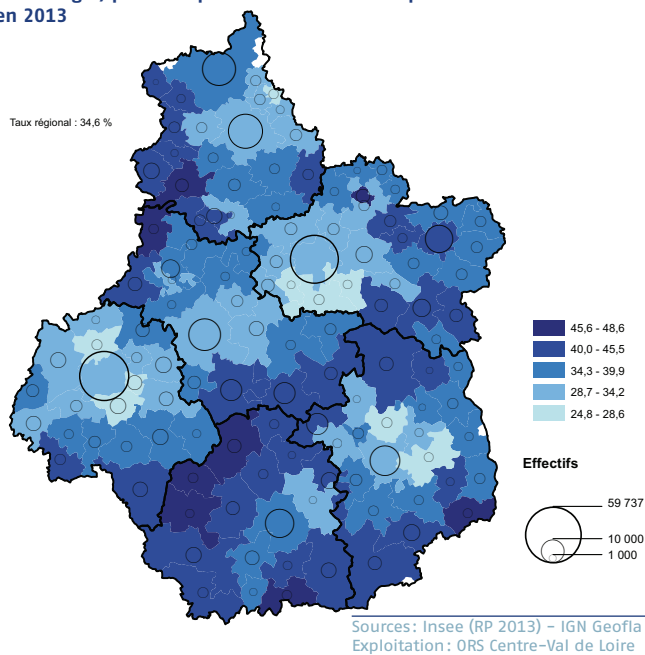 en 2013
Taux régional : 34,6 %
45,6 - 48,6
40,0 - 45,5
34,3 - 39,9
28,7 - 34,2
24,8 - 28,6
Effectifs
59 737
10 000
1 000
Sources: Insee (RP 2013) – IGN Geofla
Exploitation : ORS Centre-Val de Loire